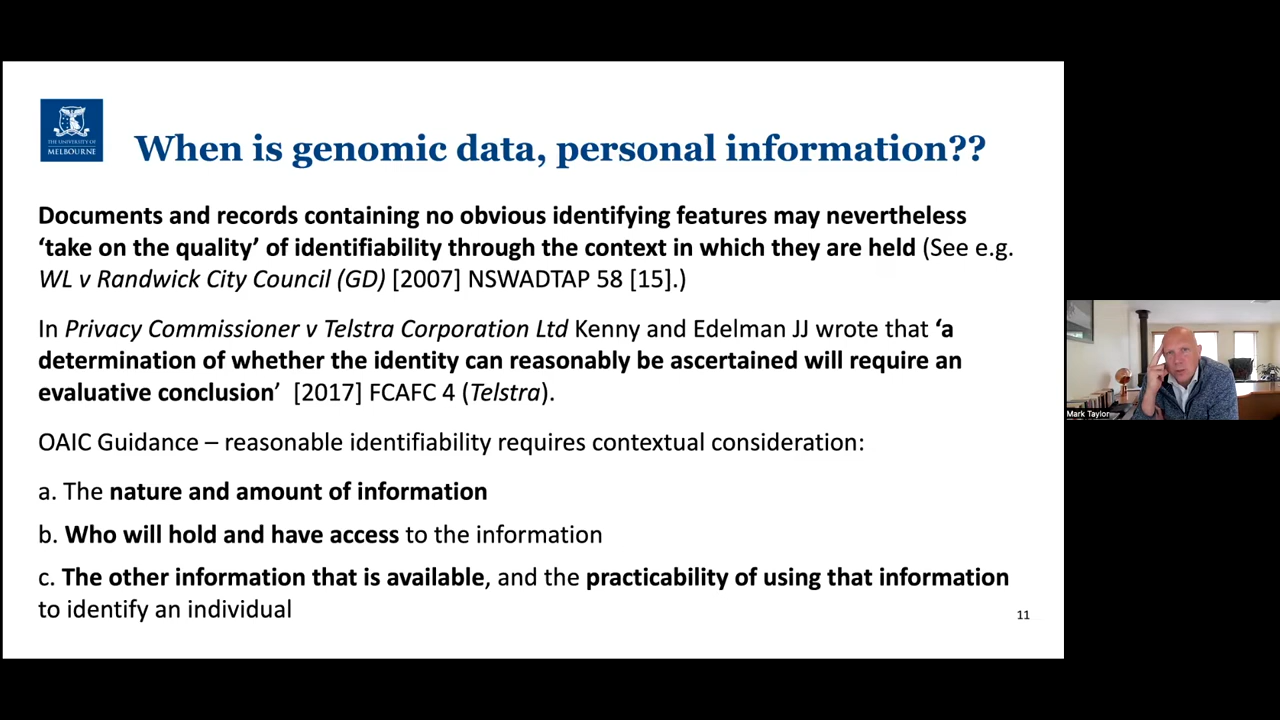 THE UNIVERSITY OF
MELBOURNE
When is genomic data, personal information??
Documents and records containing no obvious identifying features may nevertheless
‘take on the quality’ of identifiability through the context in which they are held (See e.g.
WL v Randwick City Council (GD) [2007] NSWADTAP 58 [15].)
In Privacy Commissioner v Telstra Corporation Ltd Kenny and Edelman JJ wrote that ‘a
determination of whether the identity can reasonably be ascertained will require an
evaluative conclusion’ [2017] FCAFC 4 (Telstra).
OAIC Guidance – reasonable identifiability requires contextual consideration:
a. The nature and amount of information
b. Who will hold and have access to the information
c. The other information that is available, and the practicability of using that information
to identify an individual
11
Mark Taylor